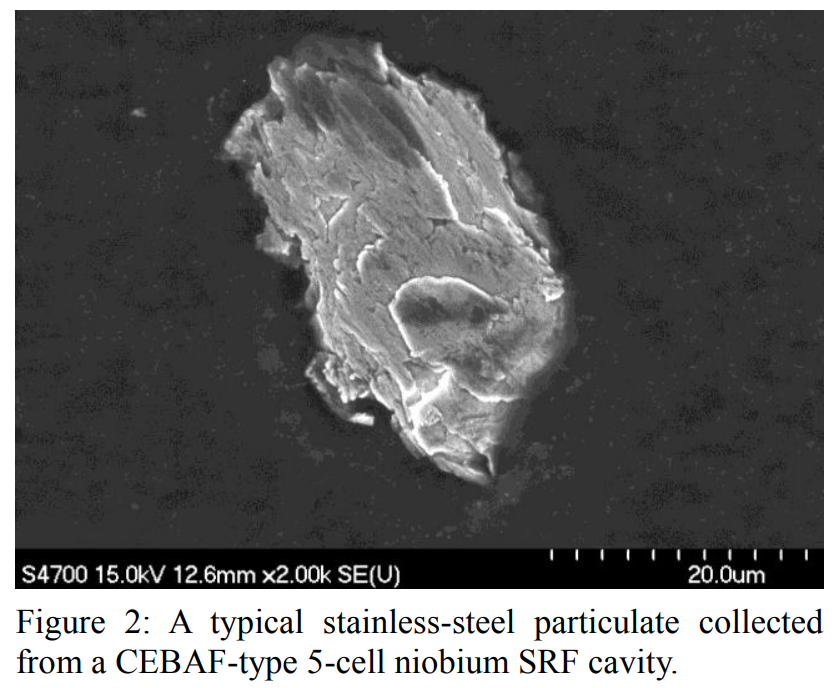 S4700 15.0kV 12.6mm x2.00k SE(U)
20.0um
Figure 2: A typical stainless-steel particulate collected
from a CEBAF-type 5-cell niobium SRF cavity.